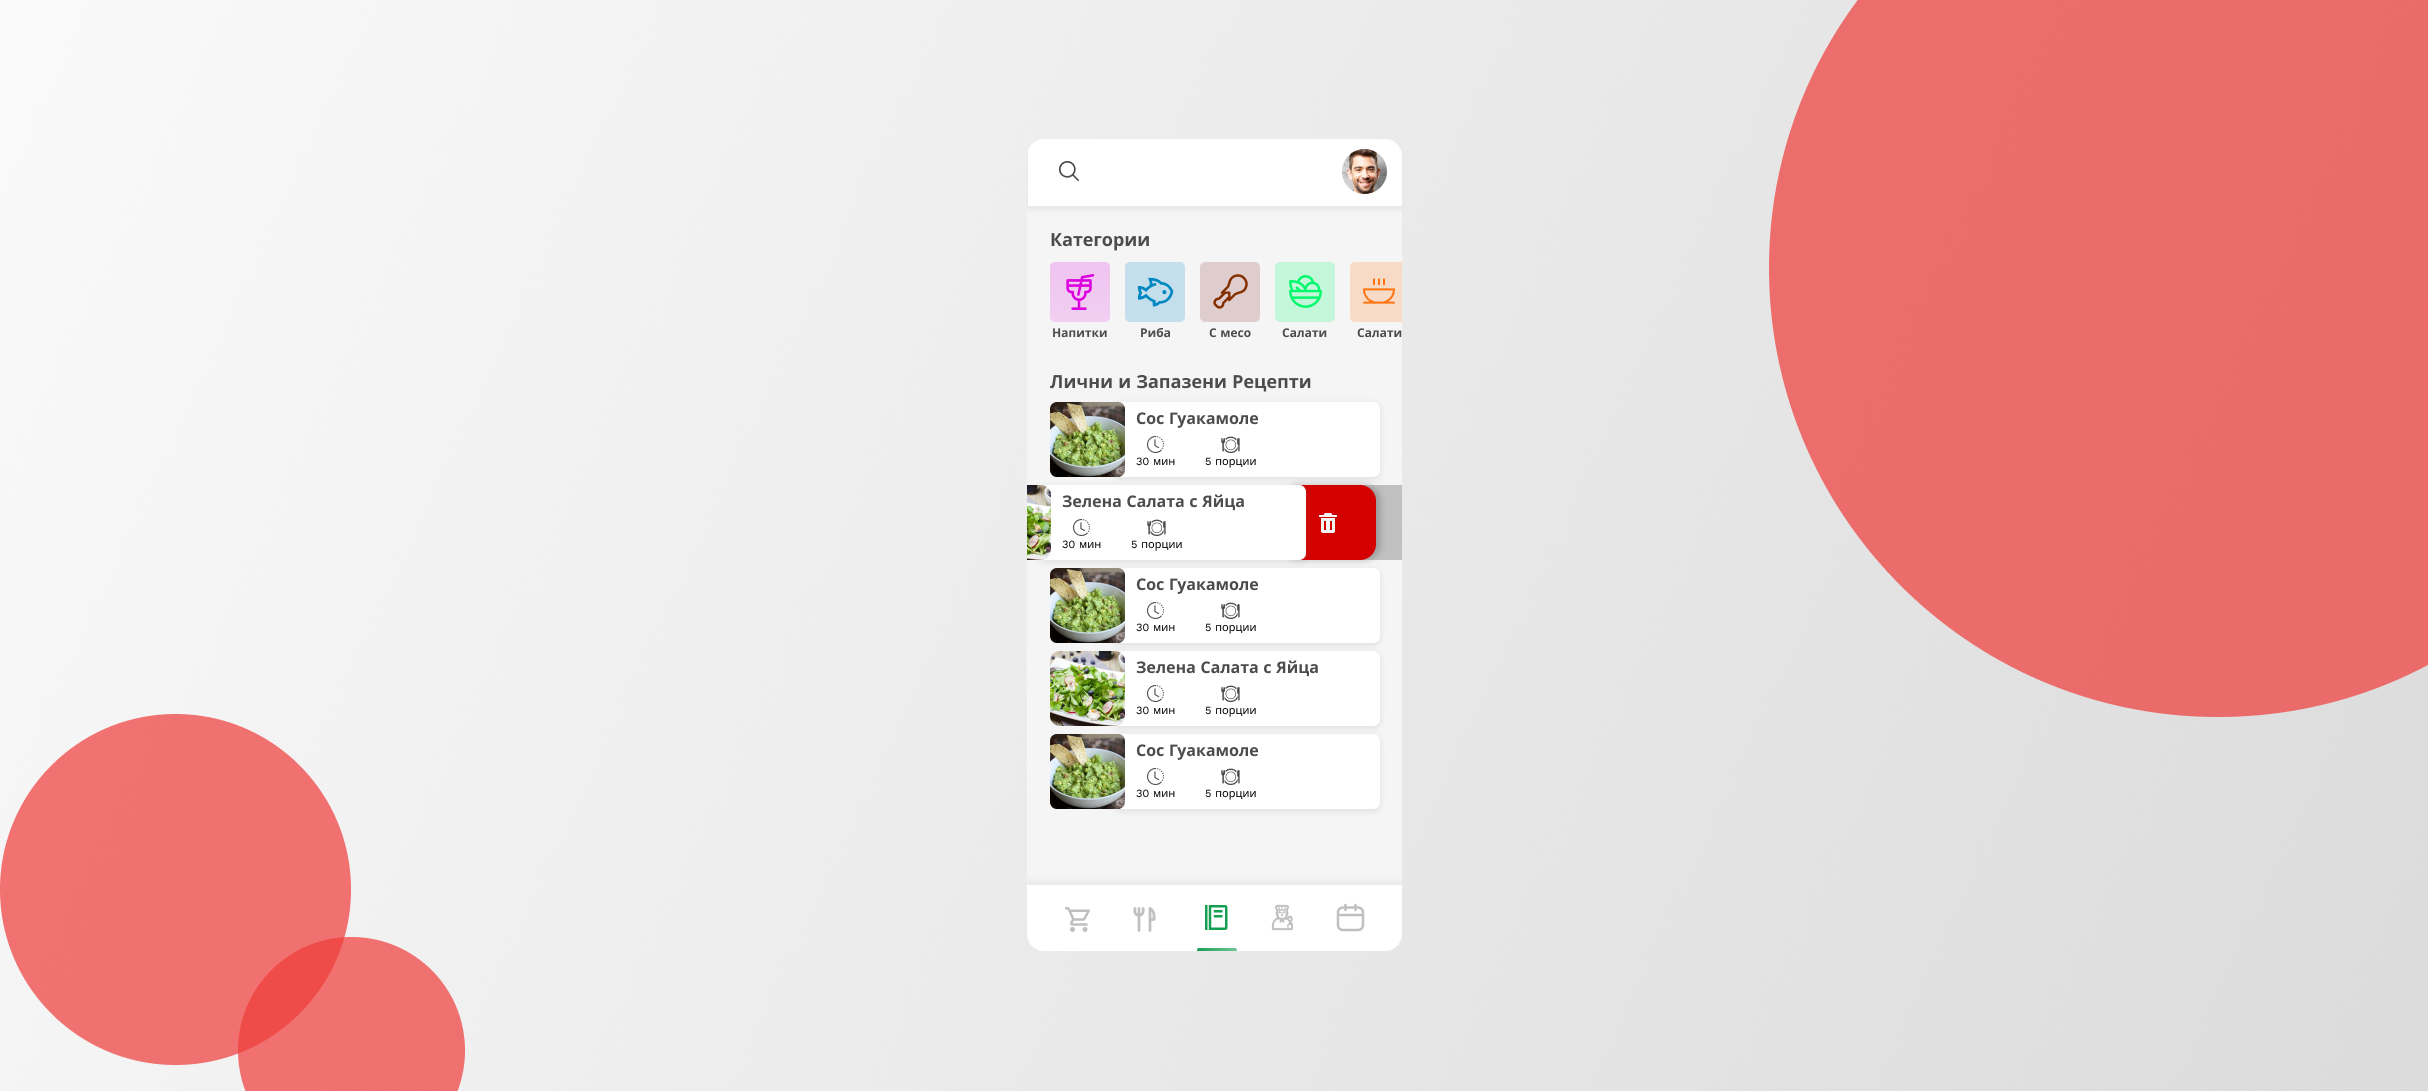 Категории
Напитки
Риба
С месо
Салати
Салати
Лични и Запазени Рецепти
Сос Гуакамоле
30 мин
5 порции
Зелена Салата с Яйца
30 мин
5 порции
Сос Гуакамоле
30 мин
5 порции
Зелена Салата с Яйца
30 мин
5 порции
Сос Гуакамоле
30 мин
5 порции